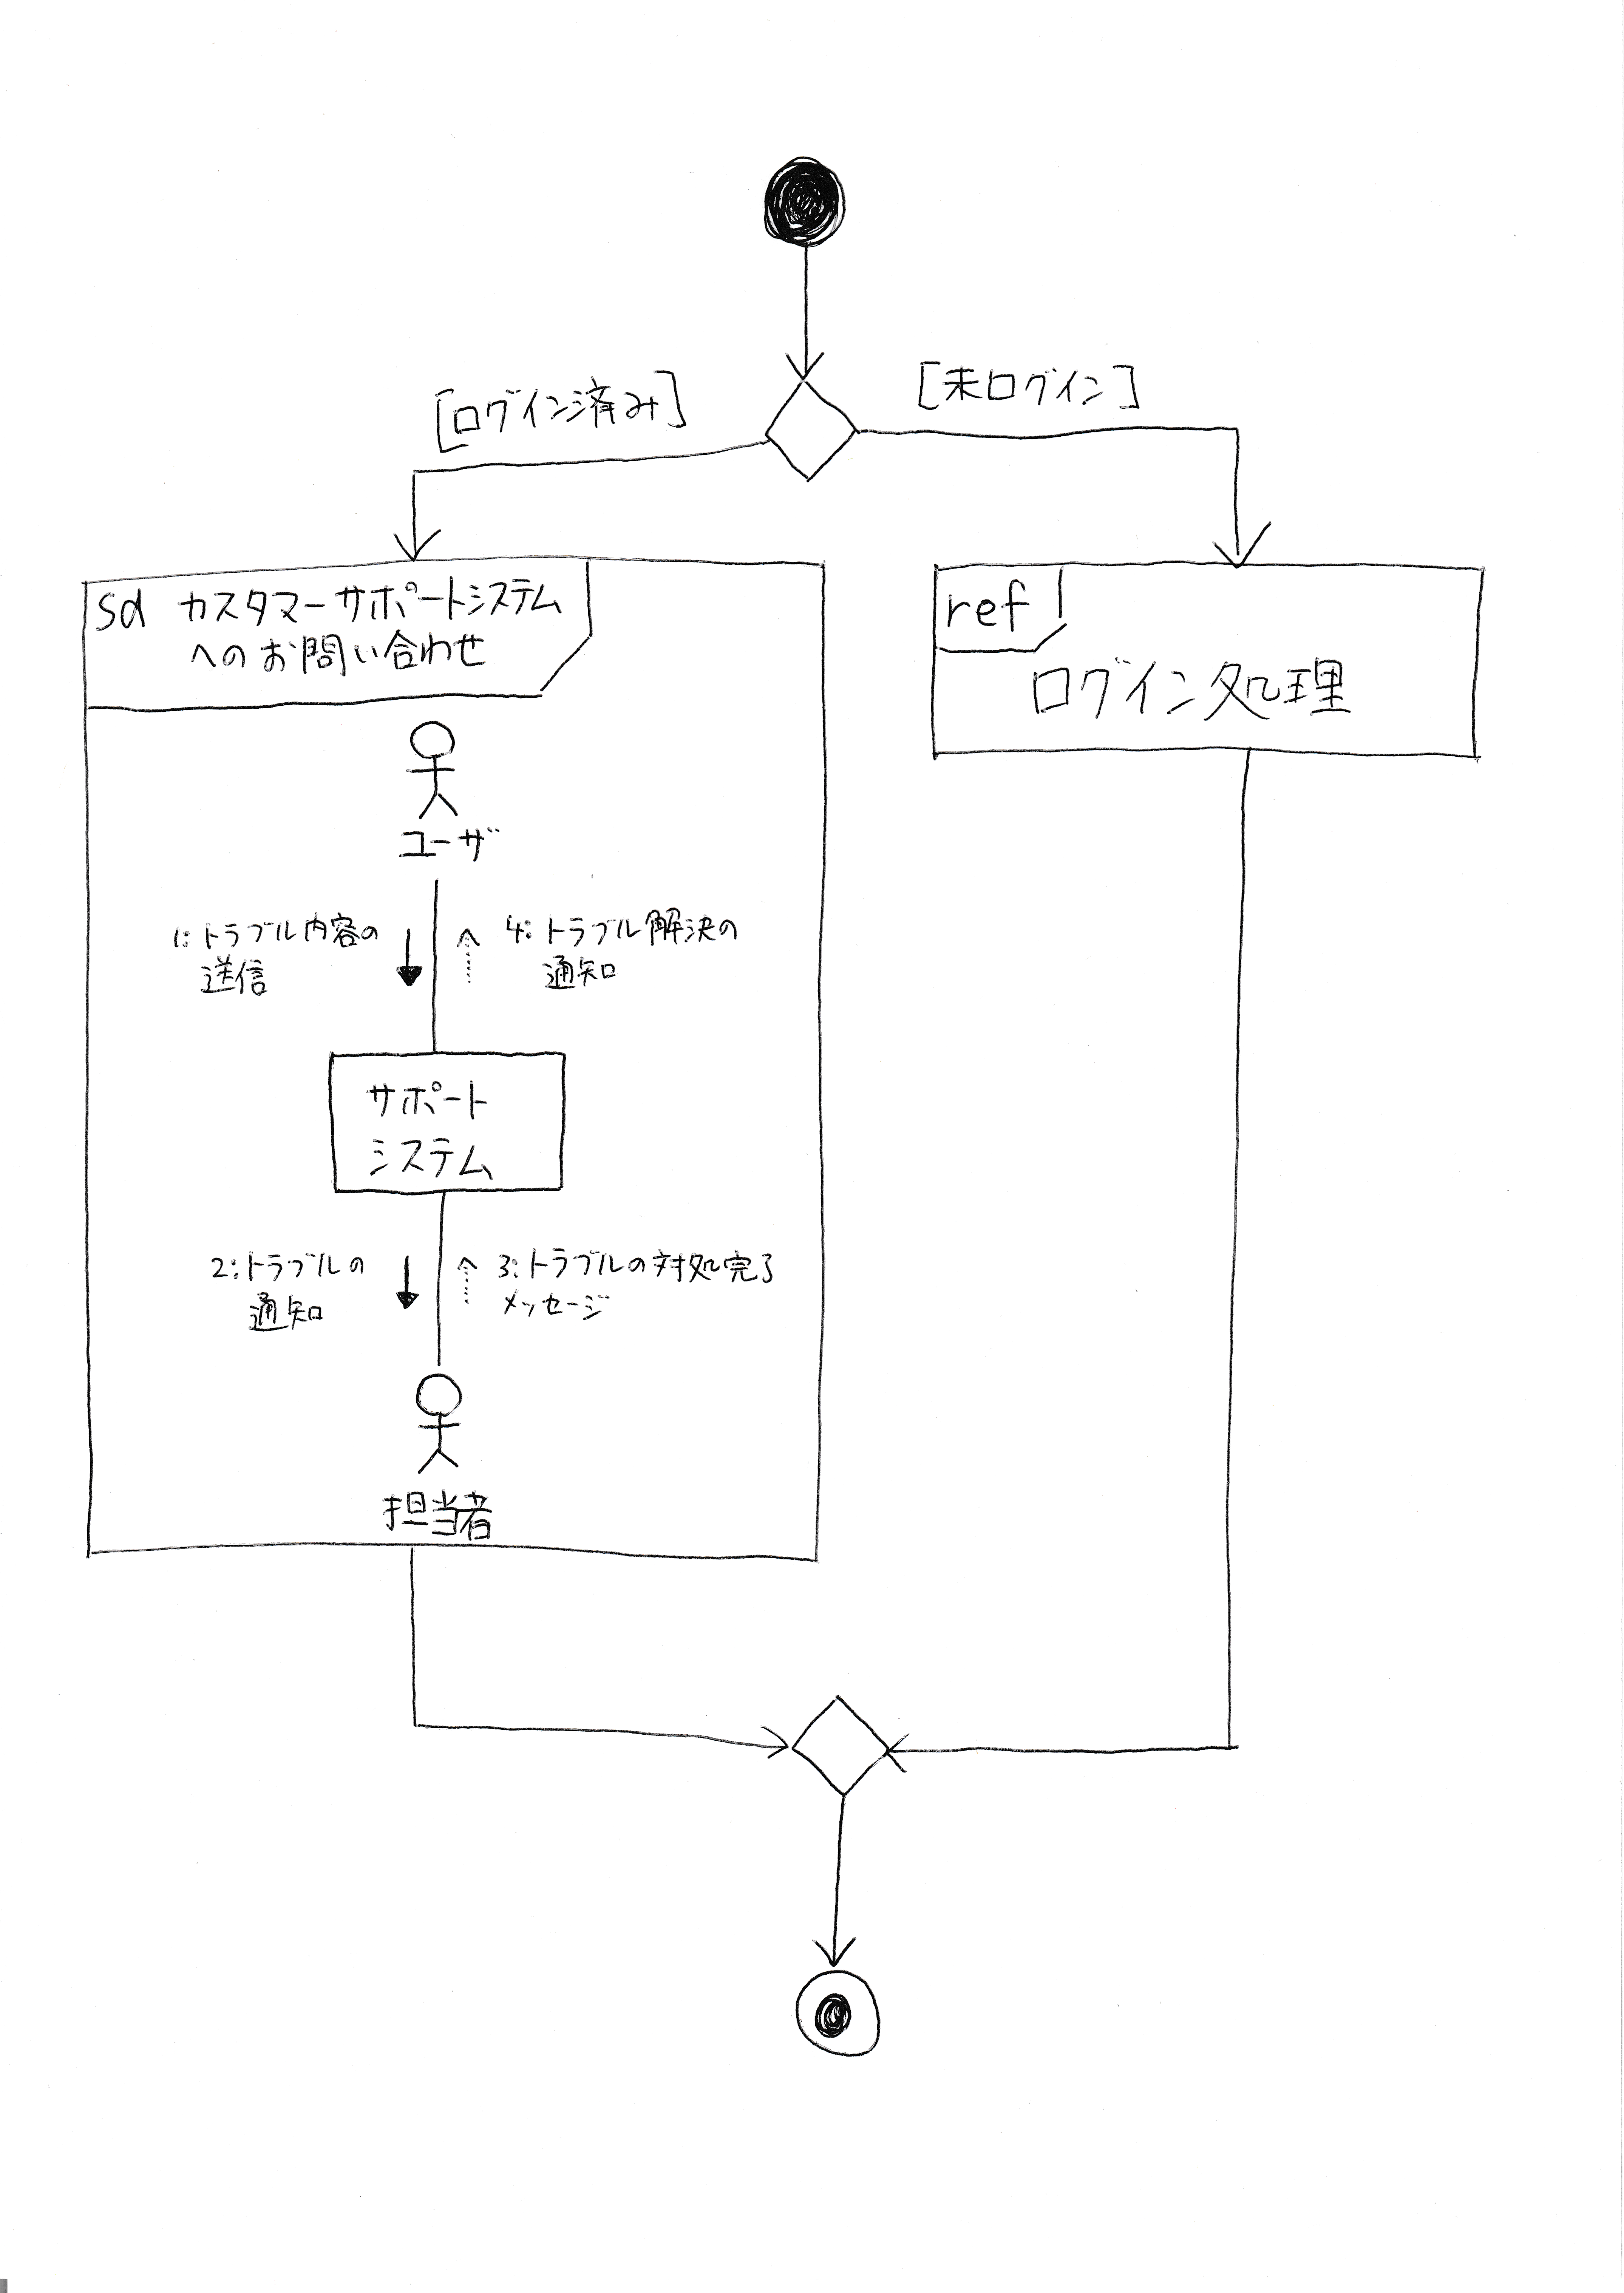 [ログイン済み]
[未ログイン]
sd カスタマーサポートシステム
へのお問い合わせ
ref
ログイン処理
ユーザ
1: トラブル内容の
送信
4: トラブル解決の
通知
サポート
システム
2: トラブルの
通知
3: トラブルの対処完了
メッセージ
担当者